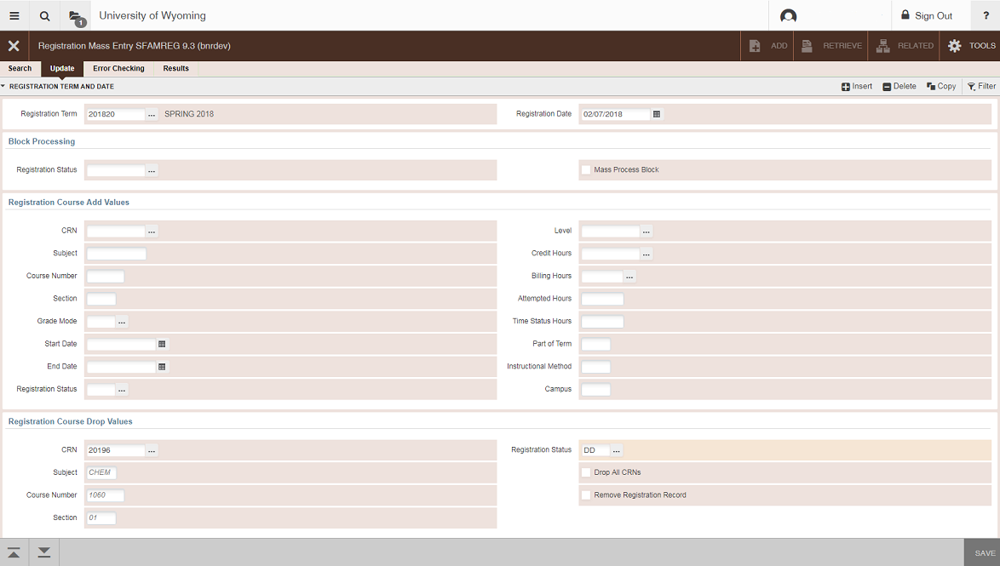 1 University of Wyoming Sign Out ?
Registration Mass Entry SFAMREG 9.3 (bnrdev) ADD RETRIEVE RELATED TOOLS
Search Update Error Checking Results
REGISTRATION TERM AND DATE Insert Delete Copy Filter
Registration Term 201820 ... SPRING 2018 Registration Date 02/07/2018
Block Processing
Registration Status ... Mass Process Block
Registration Course Add Values
CRN ... Level ...
Subject Credit Hours ...
Course Number Billing Hours ...
Section Attempted Hours
Grade Mode ... Time Status Hours
Start Date Part of Term
End Date Instructional Method
Registration Status ... Campus
Registration Course Drop Values
CRN 20196 ... Registration Status DD ...
Subject CHEM Drop All CRNs
Course Number 1060 Remove Registration Record
Section 01
SAVE